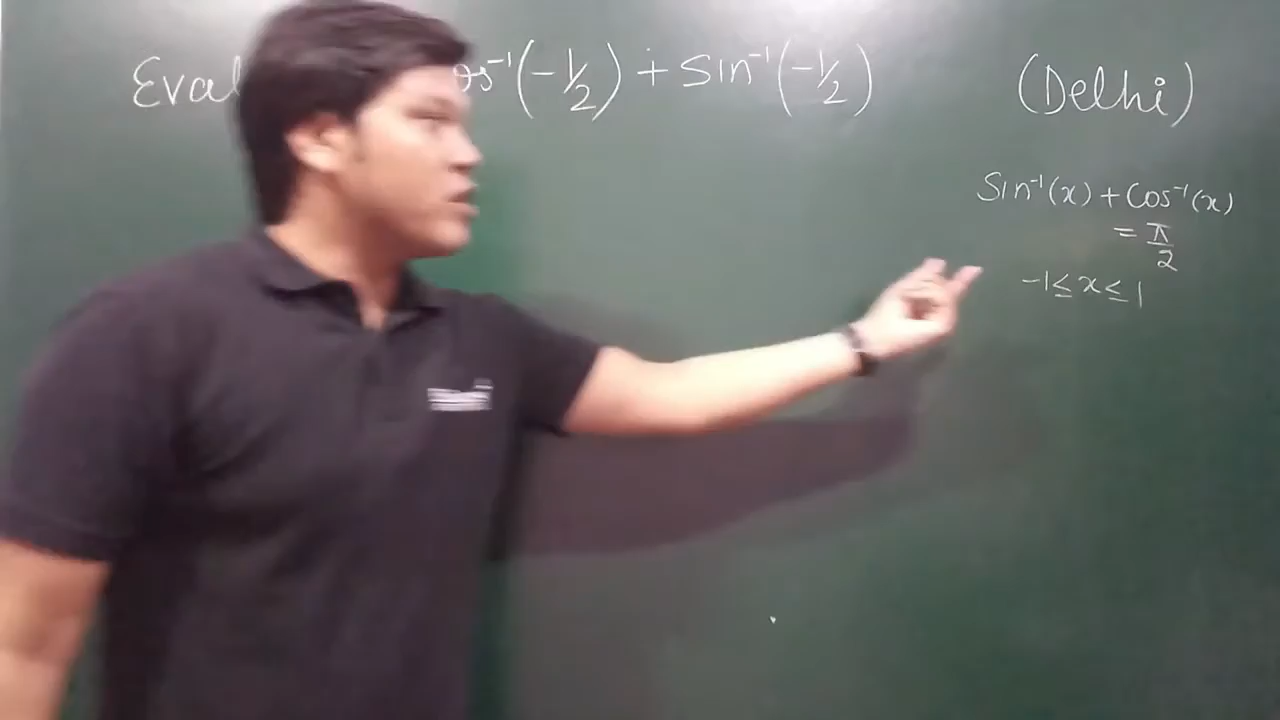 Eval os⁻¹(-1/2) + Sin⁻¹(-1/2) (Delhi)
Sin⁻¹(x) + Cos⁻¹(x)
= π/2
-1 ≤ x ≤ 1